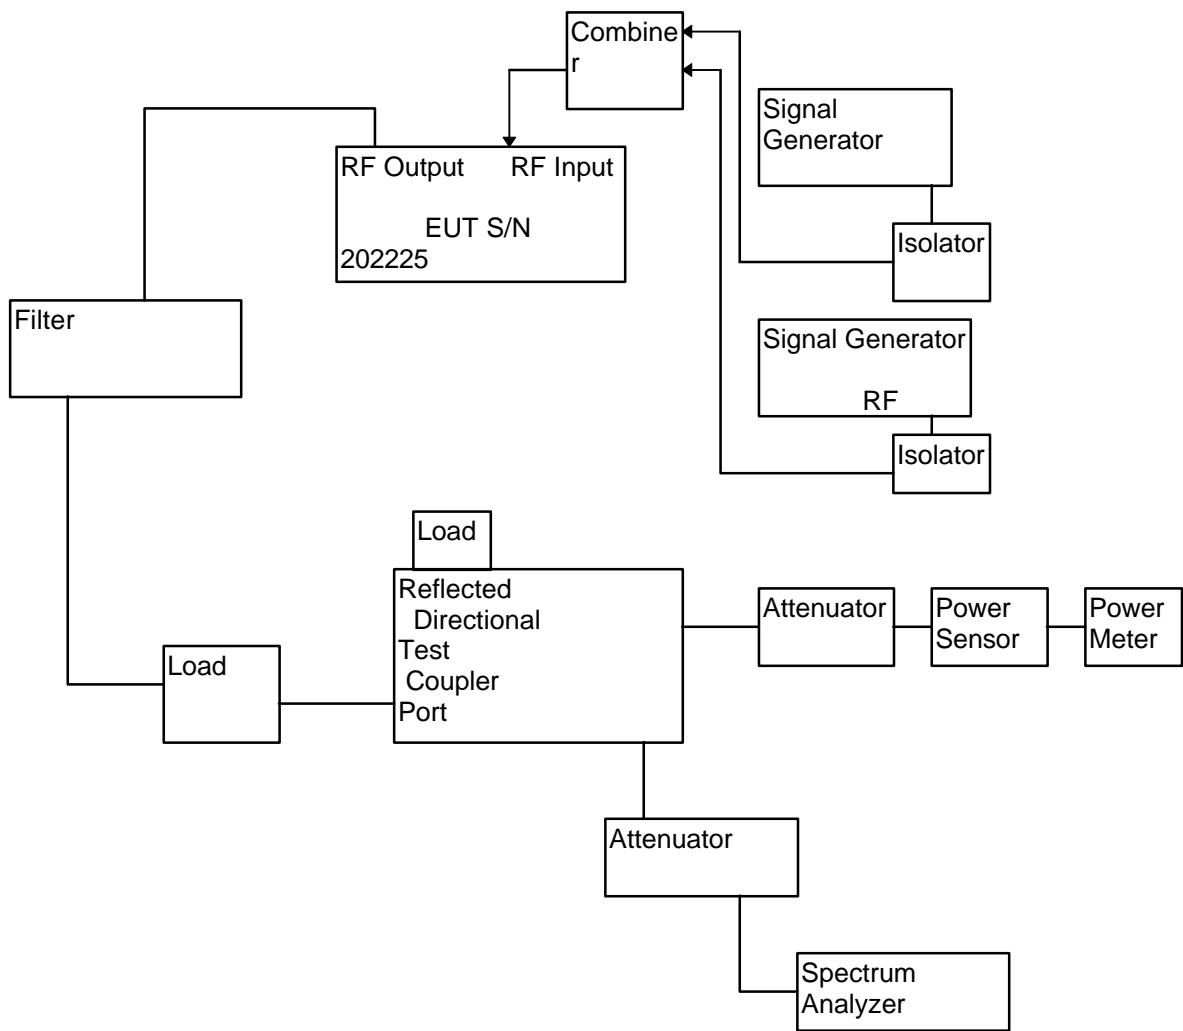 Combine
r
Signal
Generator
RF Output RF Input
EUT S/N
202225
Isolator
Filter
Signal Generator
RF
Isolator
Load
Reflected
Directional
Test
Coupler
Port
Attenuator
Power
Sensor
Power
Meter
Load
Attenuator
Spectrum
Analyzer